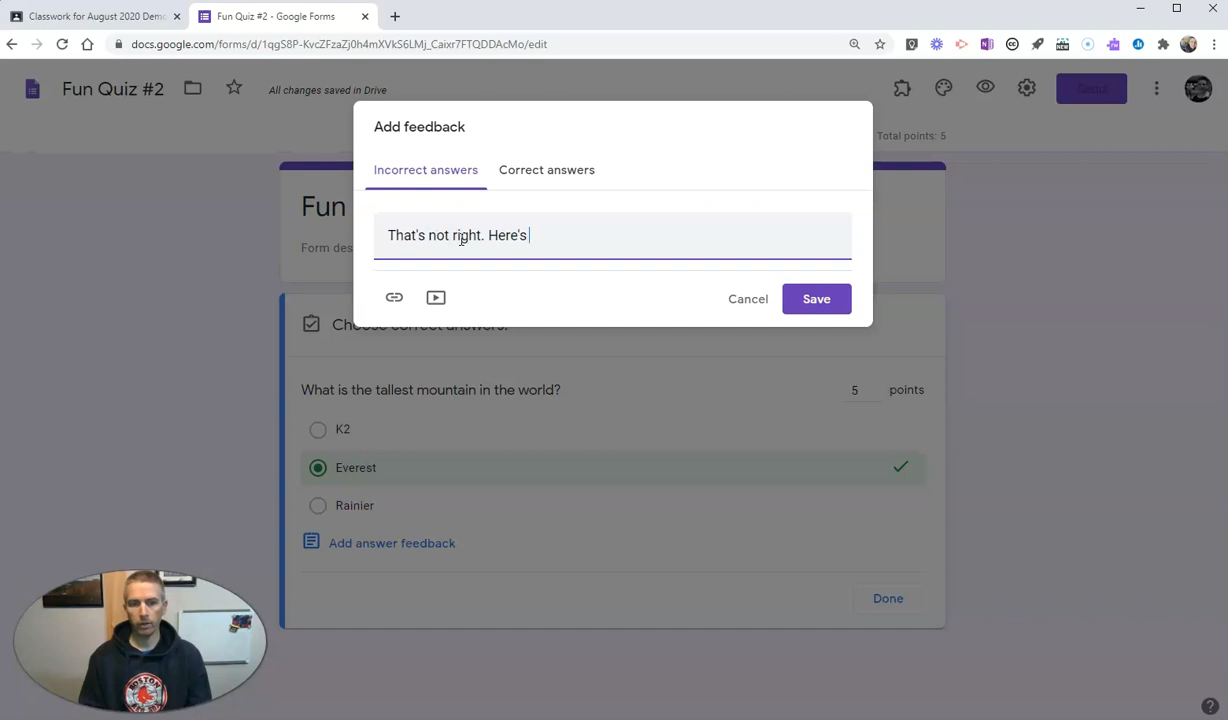 Classwork for August 2020 Demo
Fun Quiz #2 - Google Forms
docs.google.com/forms/d/1qgS8P-KvcZFzaZj0h4mXVkS6LMj_Caixr7FTQDDAcMo/edit
Fun Quiz #2
All changes saved in Drive
Send
Total points: 5
Add feedback
Incorrect answers
Correct answers
Fun
That's not right. Here's
Form des
Cancel
Save
Choose correct answers:
What is the tallest mountain in the world?
5 points
K2
Everest
Rainier
Add answer feedback
Done